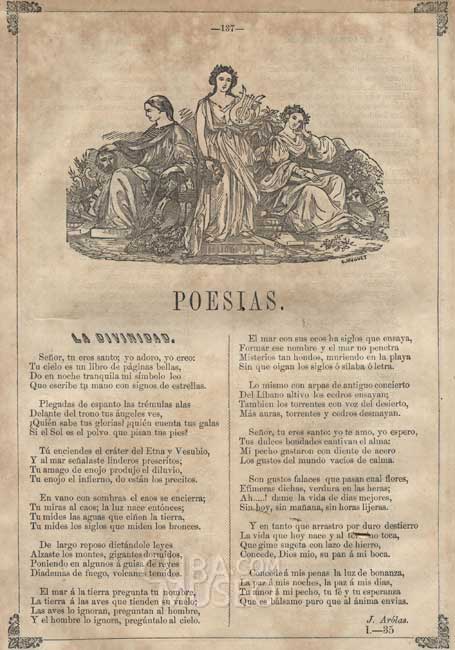 —137—
G. HUGUET
POESIAS.
LA DIVINIDAD.
Señor, tu eres santo; yo adoro, yo creo:
Tu cielo es un libro de páginas bellas,
Do en noche tranquila mi símbolo leo
Que escribe tu mano con signos de estrellas.
Plegadas de espanto las trémulas alas
Delante del trono tus ángeles ves,
¿Quién sabe tus glorias? ¿quién cuenta tus galas
Si el Sol es el polvo que pisan tus pies?
Tú enciendes el cráter del Etna y Vesubio,
Y al mar señalaste linderos prescritos;
Tu amago de enojo produje el diluvio,
Tu enojo el infierno, do están los precitos.
En vano con sombras el caos se encierra;
Tu miras al caos; la luz nace entónces;
Tu mides las aguas que ciñen la tierra,
Tu mides los siglos que miden los bronces.
De largo reposo dictándole leyes
Alzaste los montes, gigantes dormidos,
Poniendo en algunos á guisa de reyes
Diademas de fuego, volcanes temidos.
El mar á la tierra pregunta tu nombre,
La tierra á las aves que tienden su vuelo;
Las aves lo ignoran, preguntan al hombre,
Y el hombre lo ignora, pregúntalo al cielo.
El mar con sus ecos ha siglos que ensaya,
Formar ese nombre y el mar no penetra
Misterios tan hondos, muriendo en la playa
Sin que oigan los siglos ó sílaba ó letra.
Lo mismo con arpas de antiguo concierto
Del Líbano altivo los cedros ensayan;
Tambien los torrentes con voz del desierto,
Más auras, torrentes y cedros desmayan.
Señor, tu eres santo: yo te amo, yo espero,
Tus dulces bondades cautivan el alma:
Mi pecho gastaron con diente de acero
Los gustos del mundo vacíos de calma.
Son gustos falaces que pasan cual flores,
Efimeras dichas, verdura en las heras;
Ah.....! dame la vida de dias mejores,
Sin hoy, sin mañana, sin horas lijeras.
Y en tanto que arrastro por duro destierro
La vida que hoy nace y al toca,
Que gime sugeta con lazo de hierro,
Concede, Dios mio, su pan á mi boca.
Concede á mis penas la luz de bonanza,
La paz á mis noches, la paz á mis dias,
Tu amor á mi pecho, tu fé y tu esperanza
Que es bálsamo puro que al ánima envías.
J. Arólas.
I.—35